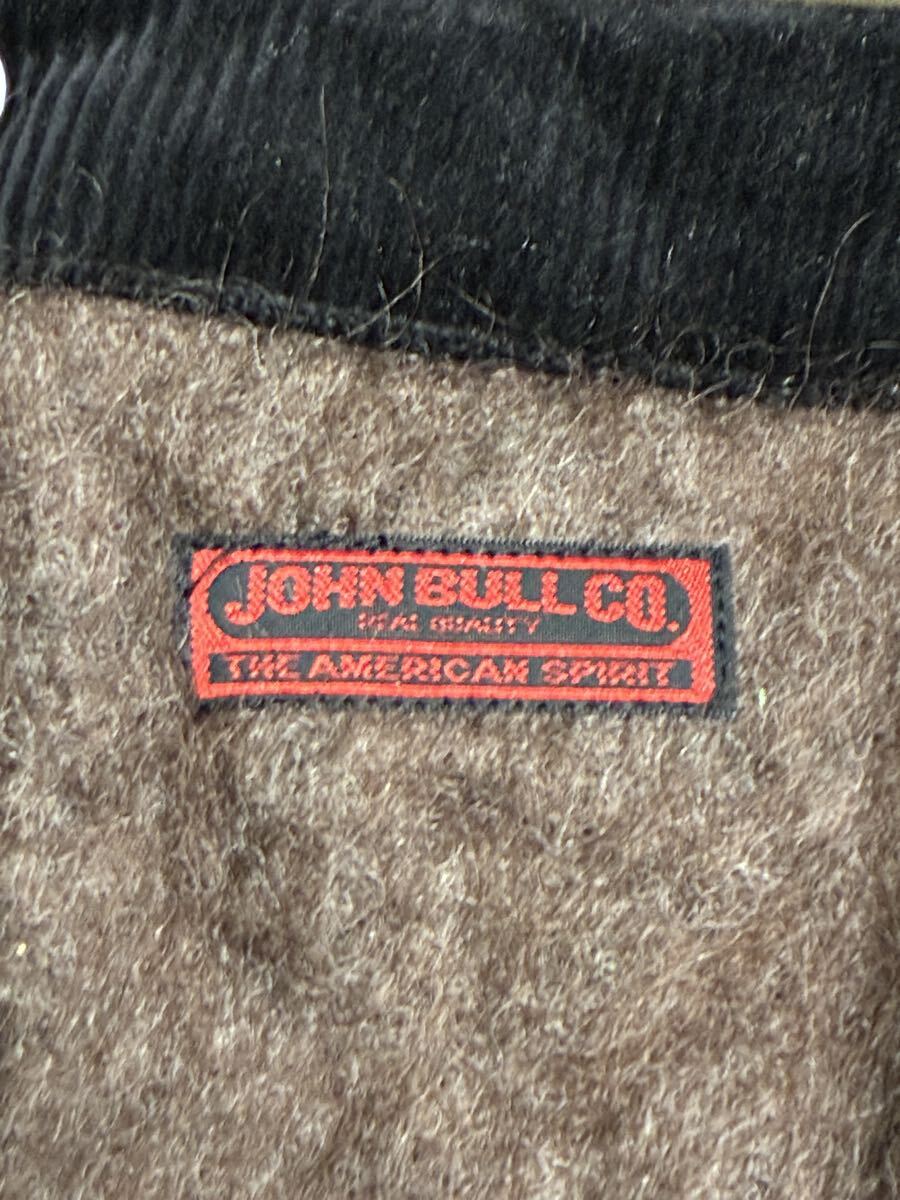 JOHN BULL CO.
REAL QUALITY
THE AMERICAN SPIRIT